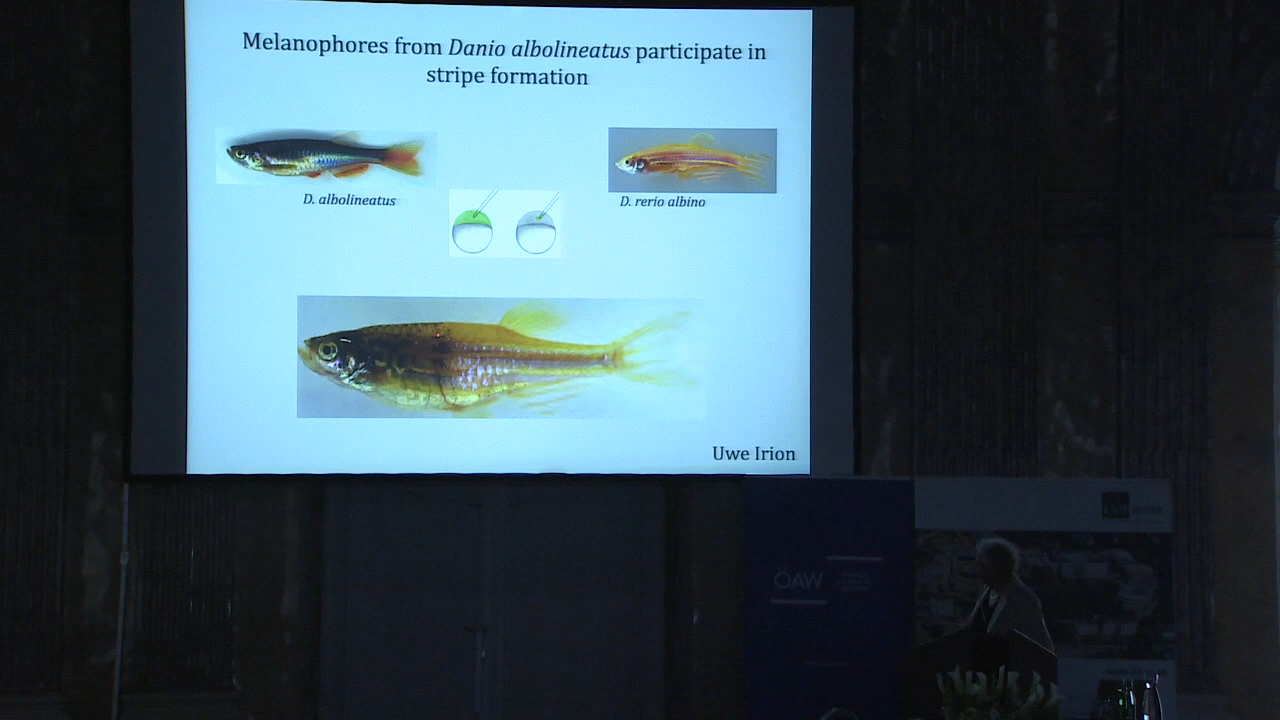 Melanophores from Danio albolineatus participate in
stripe formation
D. albolineatus
D. rerio albino
Uwe Irion
ÖAW